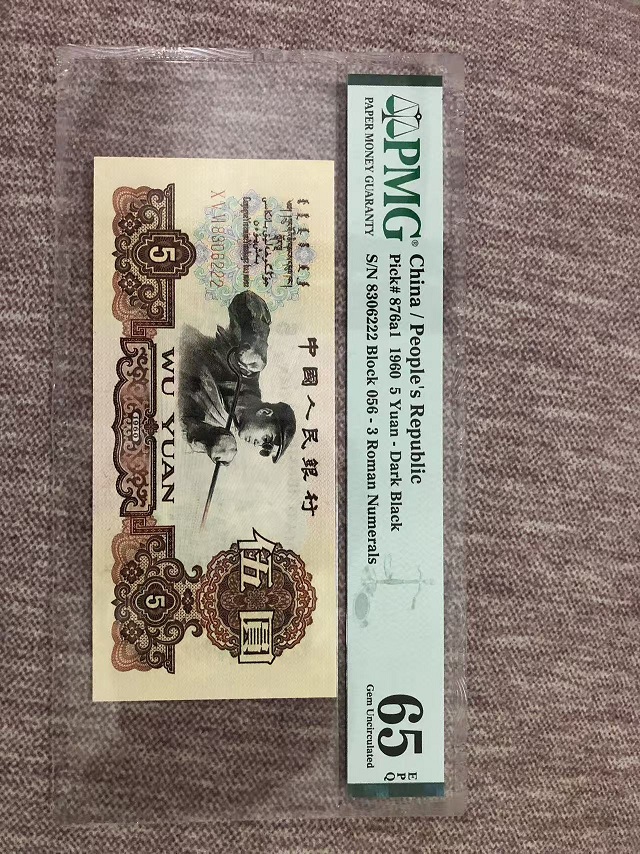 PMG®
PAPER MONEY GUARANTY
China / People's Republic
Pick# 876a1 1960 5 Yuan - Dark Black
S/N 8306222 Block 056 - 3 Roman Numerals
65 EPQ
Gem Uncirculated
中國人民銀行
8306222
伍圓
5
WU YUAN
1960
5